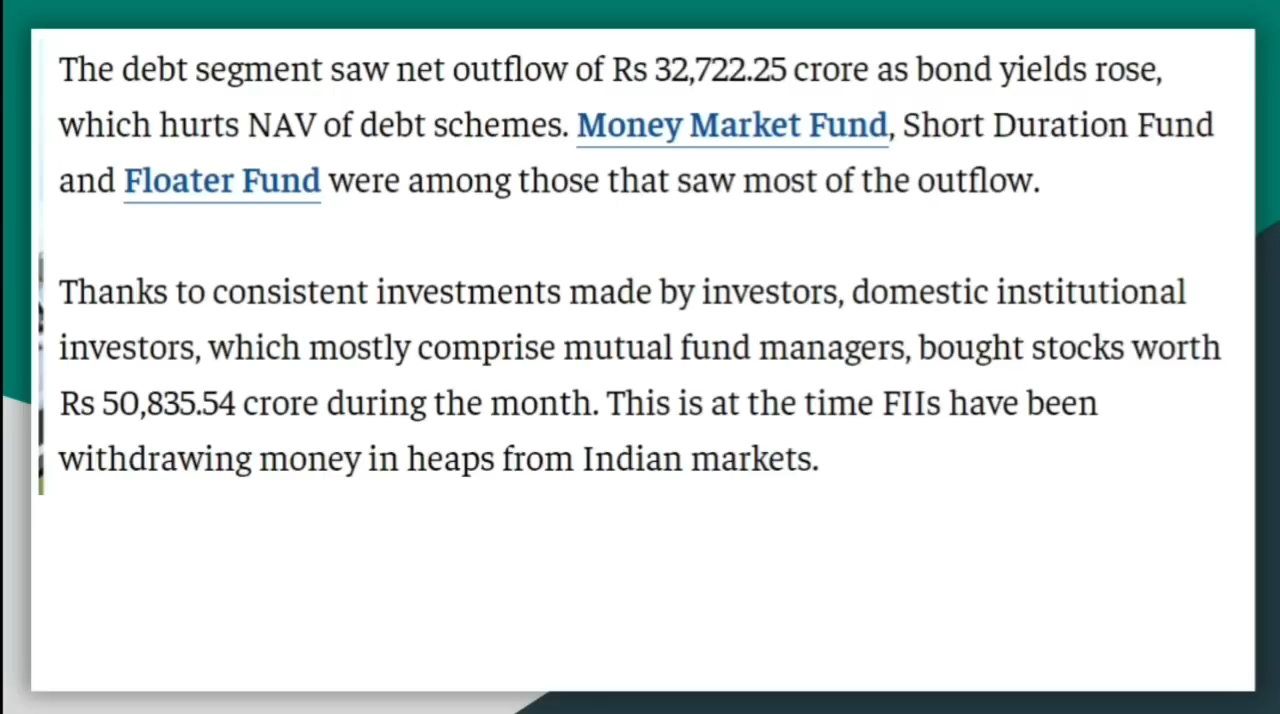 The debt segment saw net outflow of Rs 32,722.25 crore as bond yields rose,
which hurts NAV of debt schemes. Money Market Fund, Short Duration Fund
and Floater Fund were among those that saw most of the outflow.
Thanks to consistent investments made by investors, domestic institutional
investors, which mostly comprise mutual fund managers, bought stocks worth
Rs 50,835.54 crore during the month. This is at the time FIIs have been
withdrawing money in heaps from Indian markets.